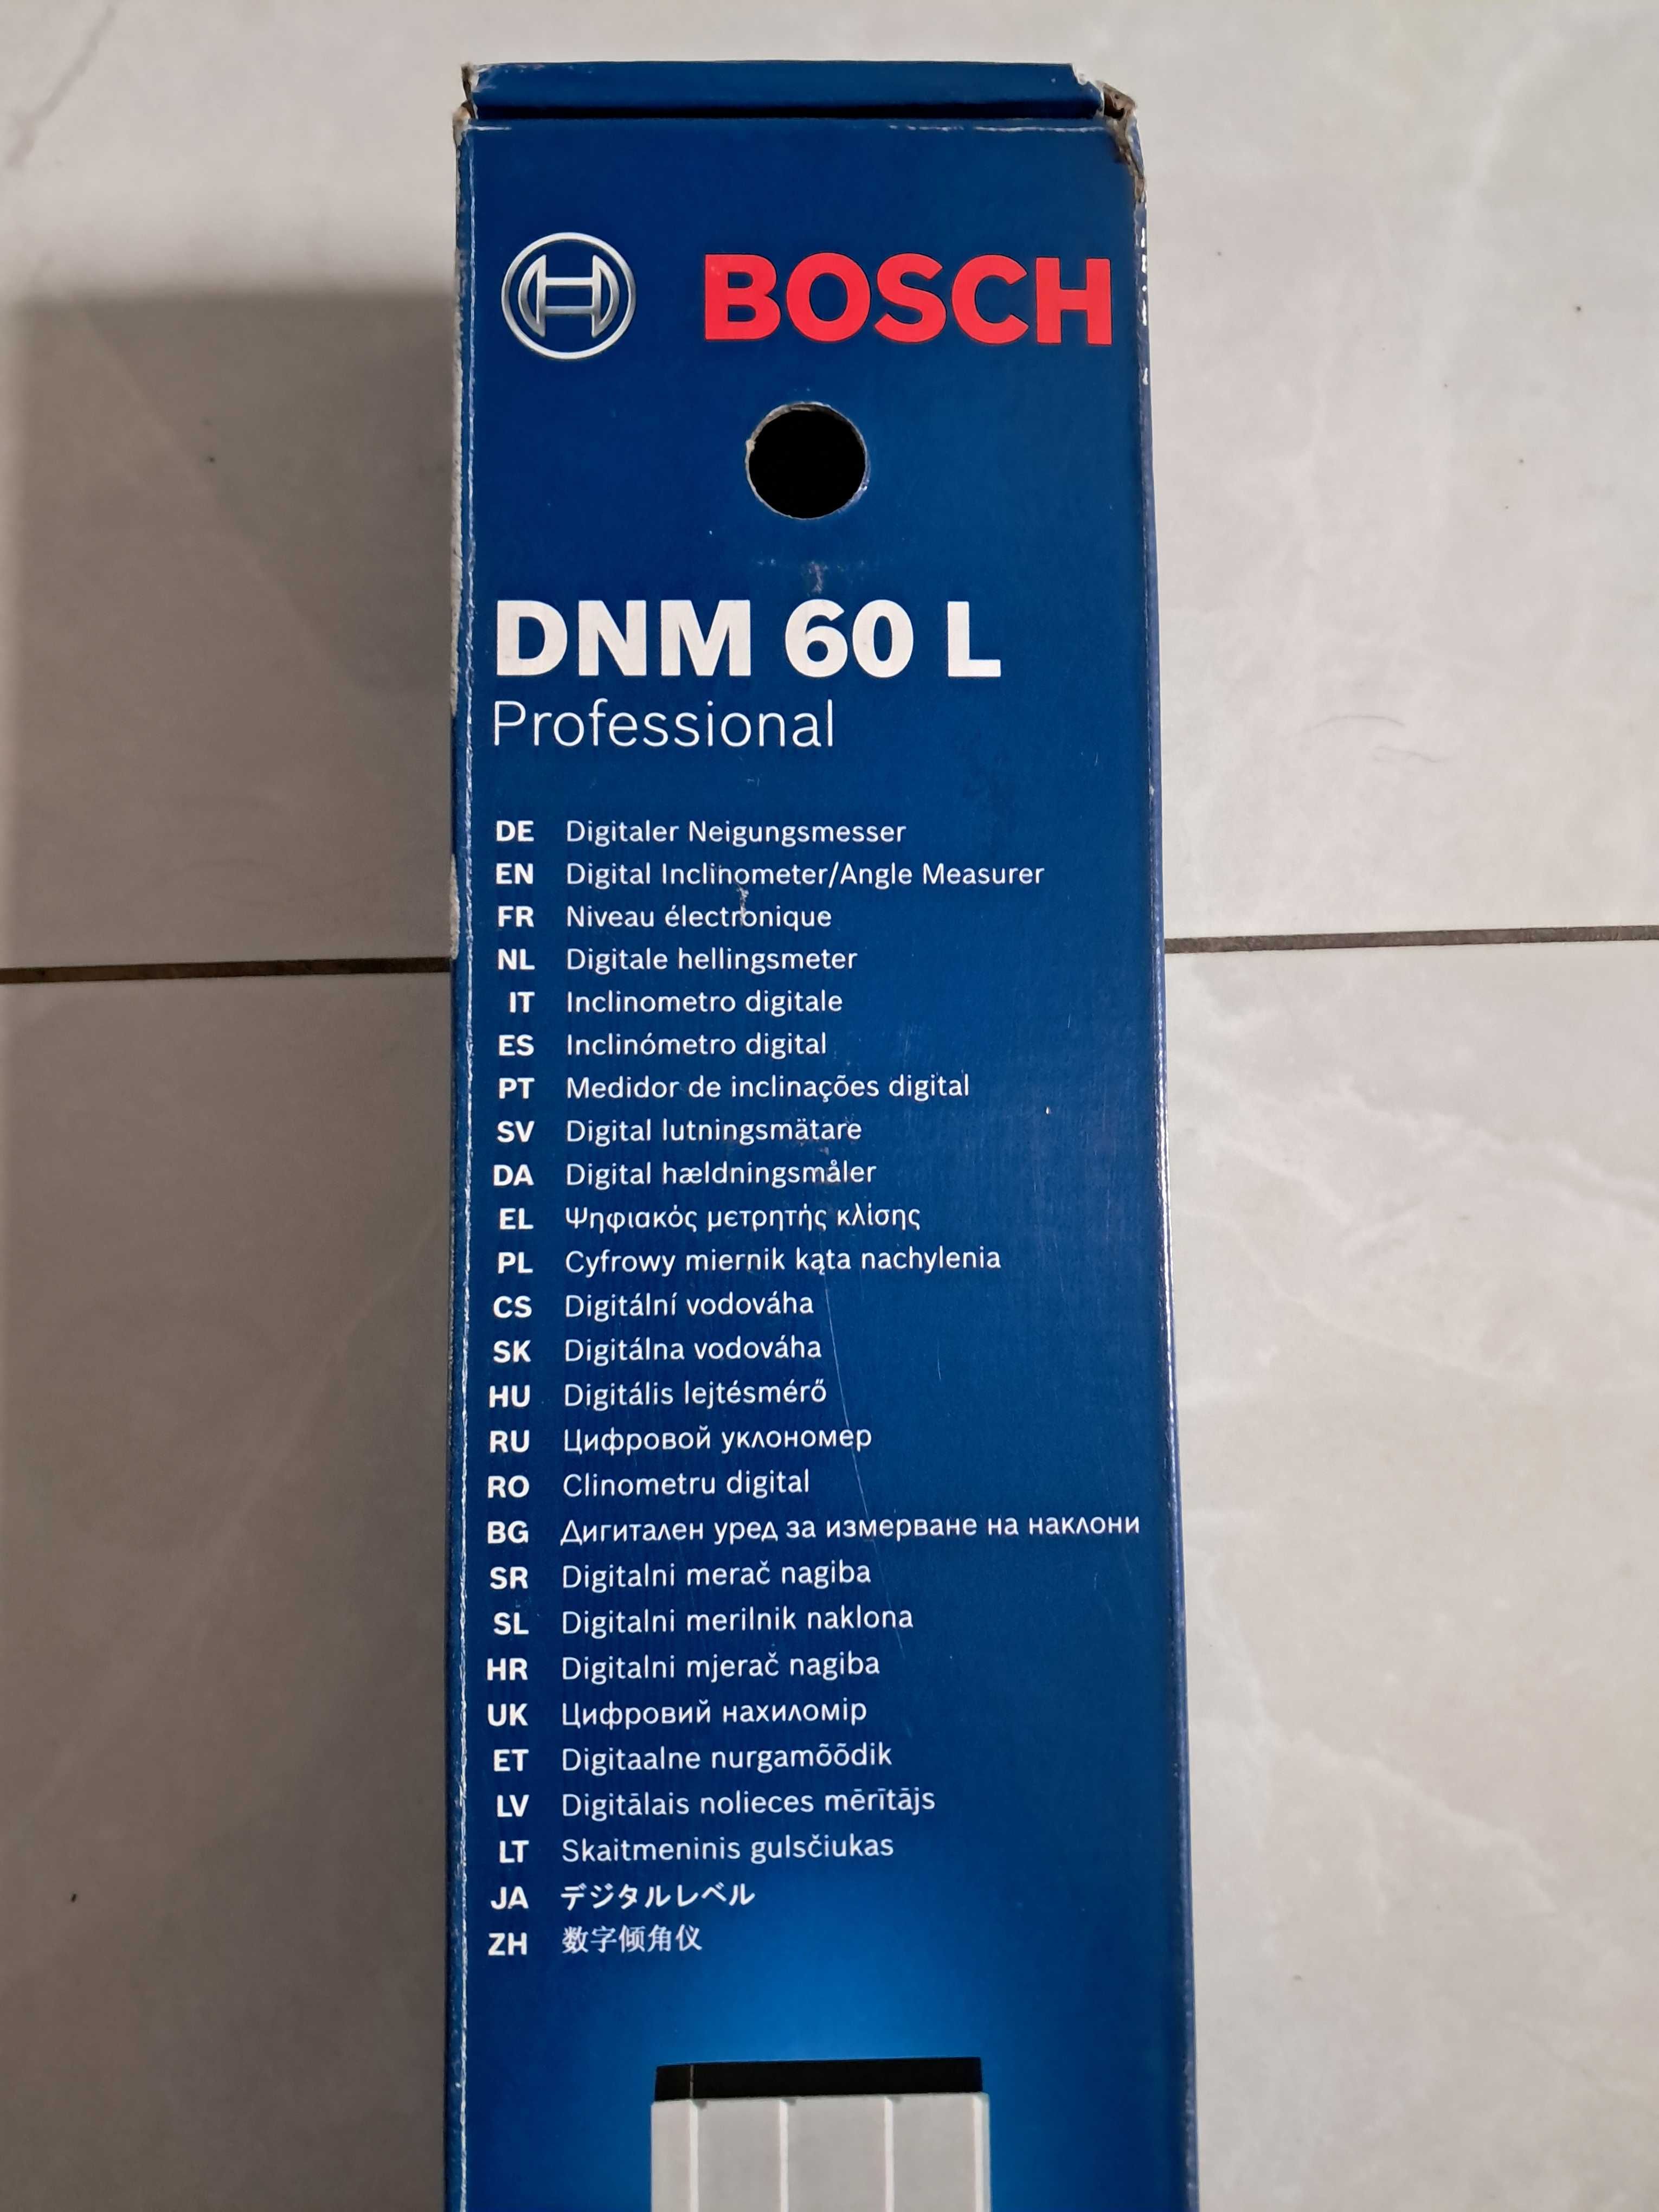 BOSCH
DNM 60 L
Professional
DE Digitaler Neigungsmesser
EN Digital Inclinometer/Angle Measurer
FR Niveau électronique
NL Digitale hellingsmeter
IT Inclinometro digitale
ES Inclinómetro digital
PT Medidor de inclinações digital
SV Digital lutningsmätare
DA Digital hældningsmåler
EL Ψηφιακός μετρητής κλίσης
PL Cyfrowy miernik kąta nachylenia
CS Digitální vodováha
SK Digitálna vodováha
HU Digitális lejtésmérő
RU Цифровой уклономер
RO Clinometru digital
BG Дигитален уред за измерване на наклони
SR Digitalni merač nagiba
SL Digitalni merilnik naklona
HR Digitalni mjerač nagiba
UK Цифровий нахиломір
ET Digitaalne nurgamõõdik
LV Digitālais nolieces mērītājs
LT Skaitmeninis gulsčiukas
JA デジタルレベル
ZH 数字倾角仪